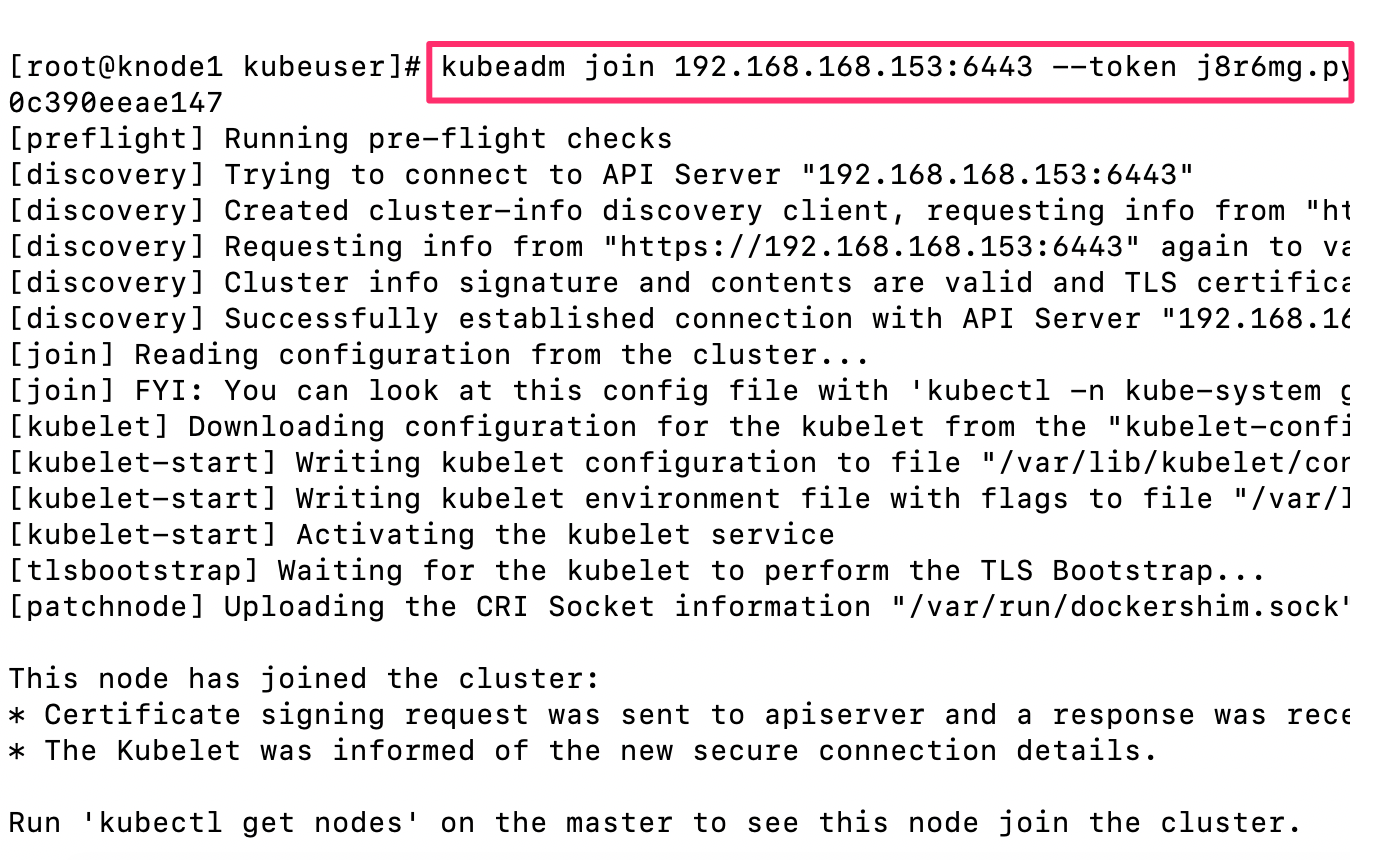 [root@knode1 kubeuser]# kubeadm join 192.168.168.153:6443 --token j8r6mg.py
0c390eeae147
[preflight] Running pre-flight checks
[discovery] Trying to connect to API Server "192.168.168.153:6443"
[discovery] Created cluster-info discovery client, requesting info from "ht
[discovery] Requesting info from "https://192.168.168.153:6443" again to va
[discovery] Cluster info signature and contents are valid and TLS certifica
[discovery] Successfully established connection with API Server "192.168.16
[join] Reading configuration from the cluster...
[join] FYI: You can look at this config file with 'kubectl -n kube-system g
[kubelet] Downloading configuration for the kubelet from the "kubelet-confi
[kubelet-start] Writing kubelet configuration to file "/var/lib/kubelet/con
[kubelet-start] Writing kubelet environment file with flags to file "/var/l
[kubelet-start] Activating the kubelet service
[tlsbootstrap] Waiting for the kubelet to perform the TLS Bootstrap...
[patchnode] Uploading the CRI Socket information "/var/run/dockershim.sock"
This node has joined the cluster:
* Certificate signing request was sent to apiserver and a response was rece
* The Kubelet was informed of the new secure connection details.
Run 'kubectl get nodes' on the master to see this node join the cluster.